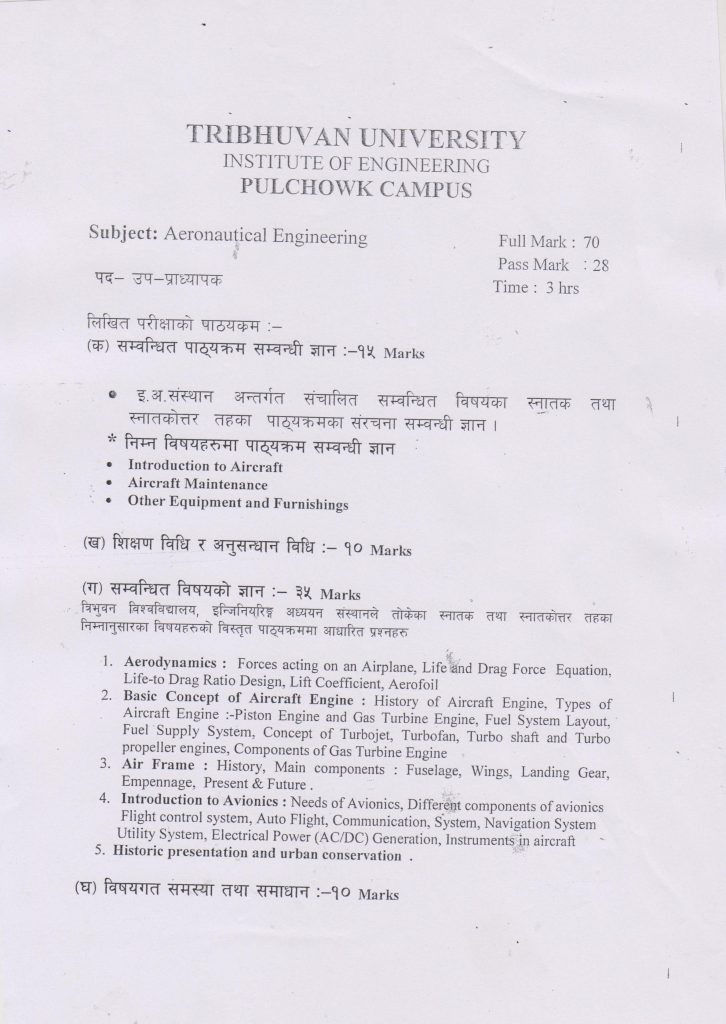 TRIBHUVAN UNIVERSITY
INSTITUTE OF ENGINEERING
PULCHOWK CAMPUS
Subject: Aeronautical Engineering
Full Mark : 70
Pass Mark : 28
Time : 3 hrs
पद– उप–प्राध्यापक
लिखित परीक्षाको पाठयक्रम :–
(क) सम्वन्धित पाठ्यक्रम सम्वन्धी ज्ञान :–१५ Marks
• इ.अ.संस्थान अन्तर्गत संचालित सम्वन्धित विषयका स्नातक तथा
स्नातकोत्तर तहका पाठ्यक्रमका संरचना सम्वन्धी ज्ञान ।
* निम्न विषयहरुमा पाठ्यक्रम सम्वन्धी ज्ञान
• Introduction to Aircraft
• Aircraft Maintenance
• Other Equipment and Furnishings
(ख) शिक्षण विधि र अनुसन्धान विधि :– १० Marks
(ग) सम्वन्धित विषयको ज्ञान :– ३५ Marks
त्रिभुवन विश्वविद्यालय, इन्जिनियरिङ्ग अध्ययन संस्थानले तोकेका स्नातक तथा स्नातकोत्तर तहका
निम्नानुसारका विषयहरुको विस्तृत पाठ्यक्रममा आधारित प्रश्नहरु
1. Aerodynamics : Forces acting on an Airplane, Life and Drag Force Equation,
Life-to Drag Ratio Design, Lift Coefficient, Aerofoil
2. Basic Concept of Aircraft Engine : History of Aircraft Engine, Types of
Aircraft Engine :-Piston Engine and Gas Turbine Engine, Fuel System Layout,
Fuel Supply System, Concept of Turbojet, Turbofan, Turbo shaft and Turbo
propeller engines, Components of Gas Turbine Engine
3. Air Frame : History, Main components : Fuselage, Wings, Landing Gear,
Empennage, Present & Future .
4. Introduction to Avionics : Needs of Avionics, Different components of avionics
Flight control system, Auto Flight, Communication, System, Navigation System
Utility System, Electrical Power (AC/DC) Generation, Instruments in aircraft
5. Historic presentation and urban conservation .
(घ) विषयगत समस्या तथा समाधान :–१० Marks